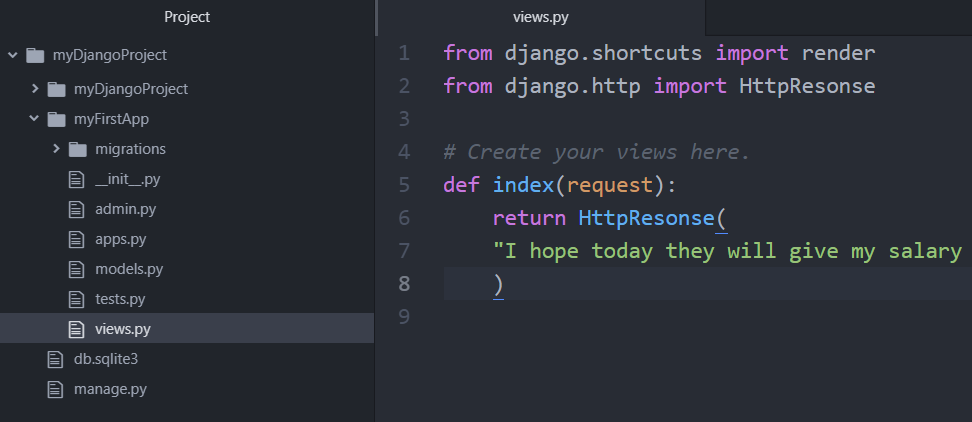 Project
myDjangoProject
myDjangoProject
myFirstApp
migrations
__init__.py
admin.py
apps.py
models.py
tests.py
views.py
db.sqlite3
manage.py
views.py
1 from django.shortcuts import render
2 from django.http import HttpResonse
3
4 # Create your views here.
5 def index(request):
6     return HttpResonse(
7     "I hope today they will give my salary
8     )
9